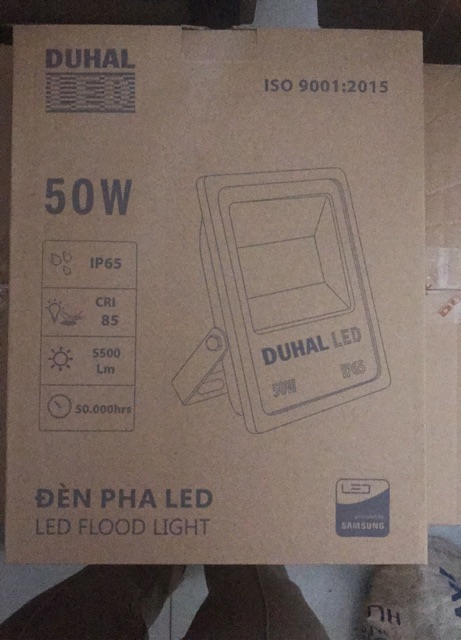 DUHAL
LED
ISO 9001:2015
50W
IP65
CRI
85
5500
Lm
50.000hrs
DUHAL LED
50W IP65
ĐÈN PHA LED
LED FLOOD LIGHT
LED
SAMSUNG